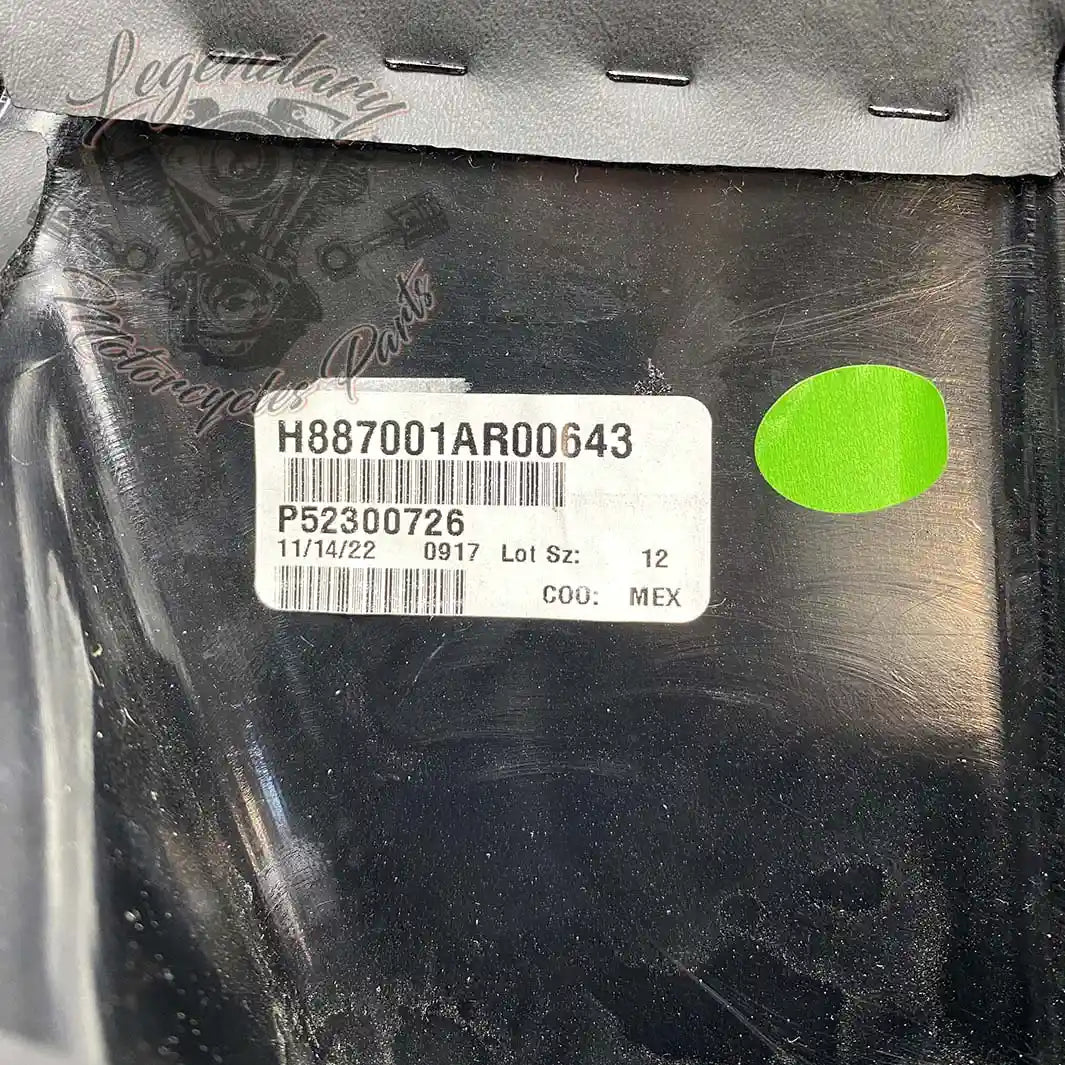 Legendary
Motorcycles Parts
H887001AR00643
P52300726
11/14/22 0917 Lot Sz: 12
COO: MEX